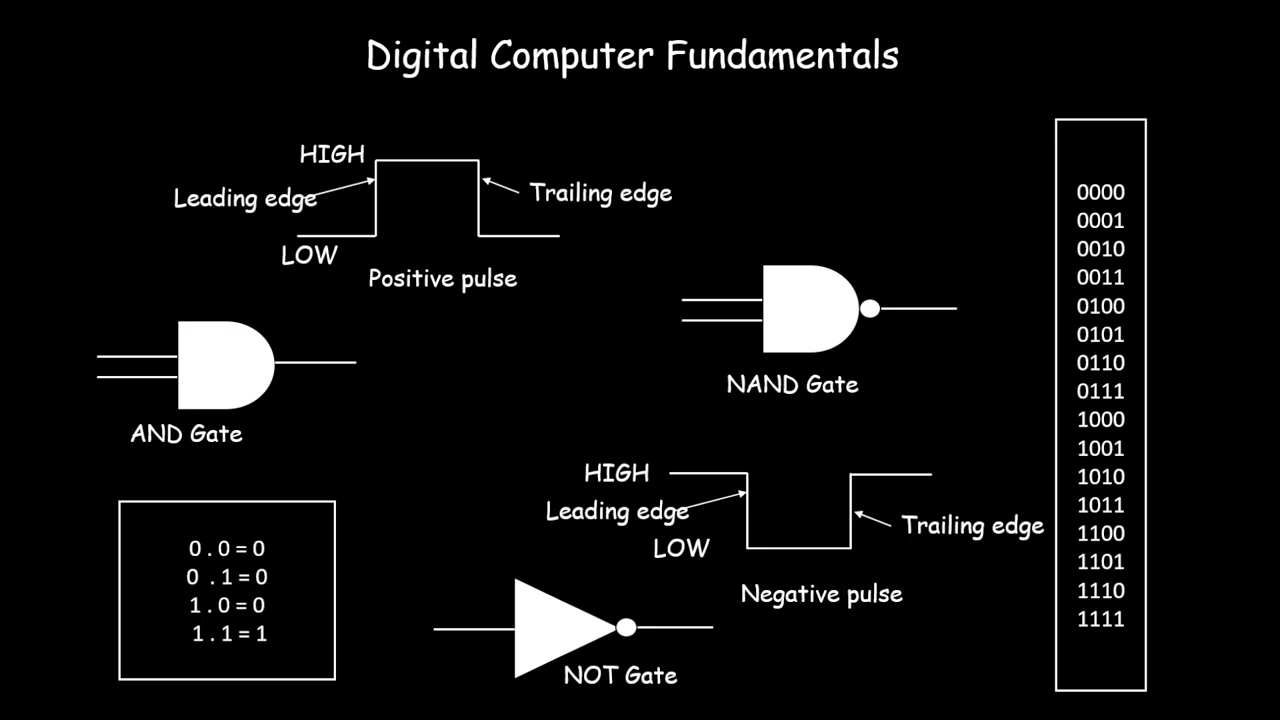 Digital Computer Fundamentals
HIGH
Leading edge
Trailing edge
LOW
Positive pulse
AND Gate
NAND Gate
0 . 0 = 0
0 . 1 = 0
1 . 0 = 0
1 . 1 = 1
HIGH
Leading edge
LOW
Trailing edge
Negative pulse
NOT Gate
0000
0001
0010
0011
0100
0101
0110
0111
1000
1001
1010
1011
1100
1101
1110
1111